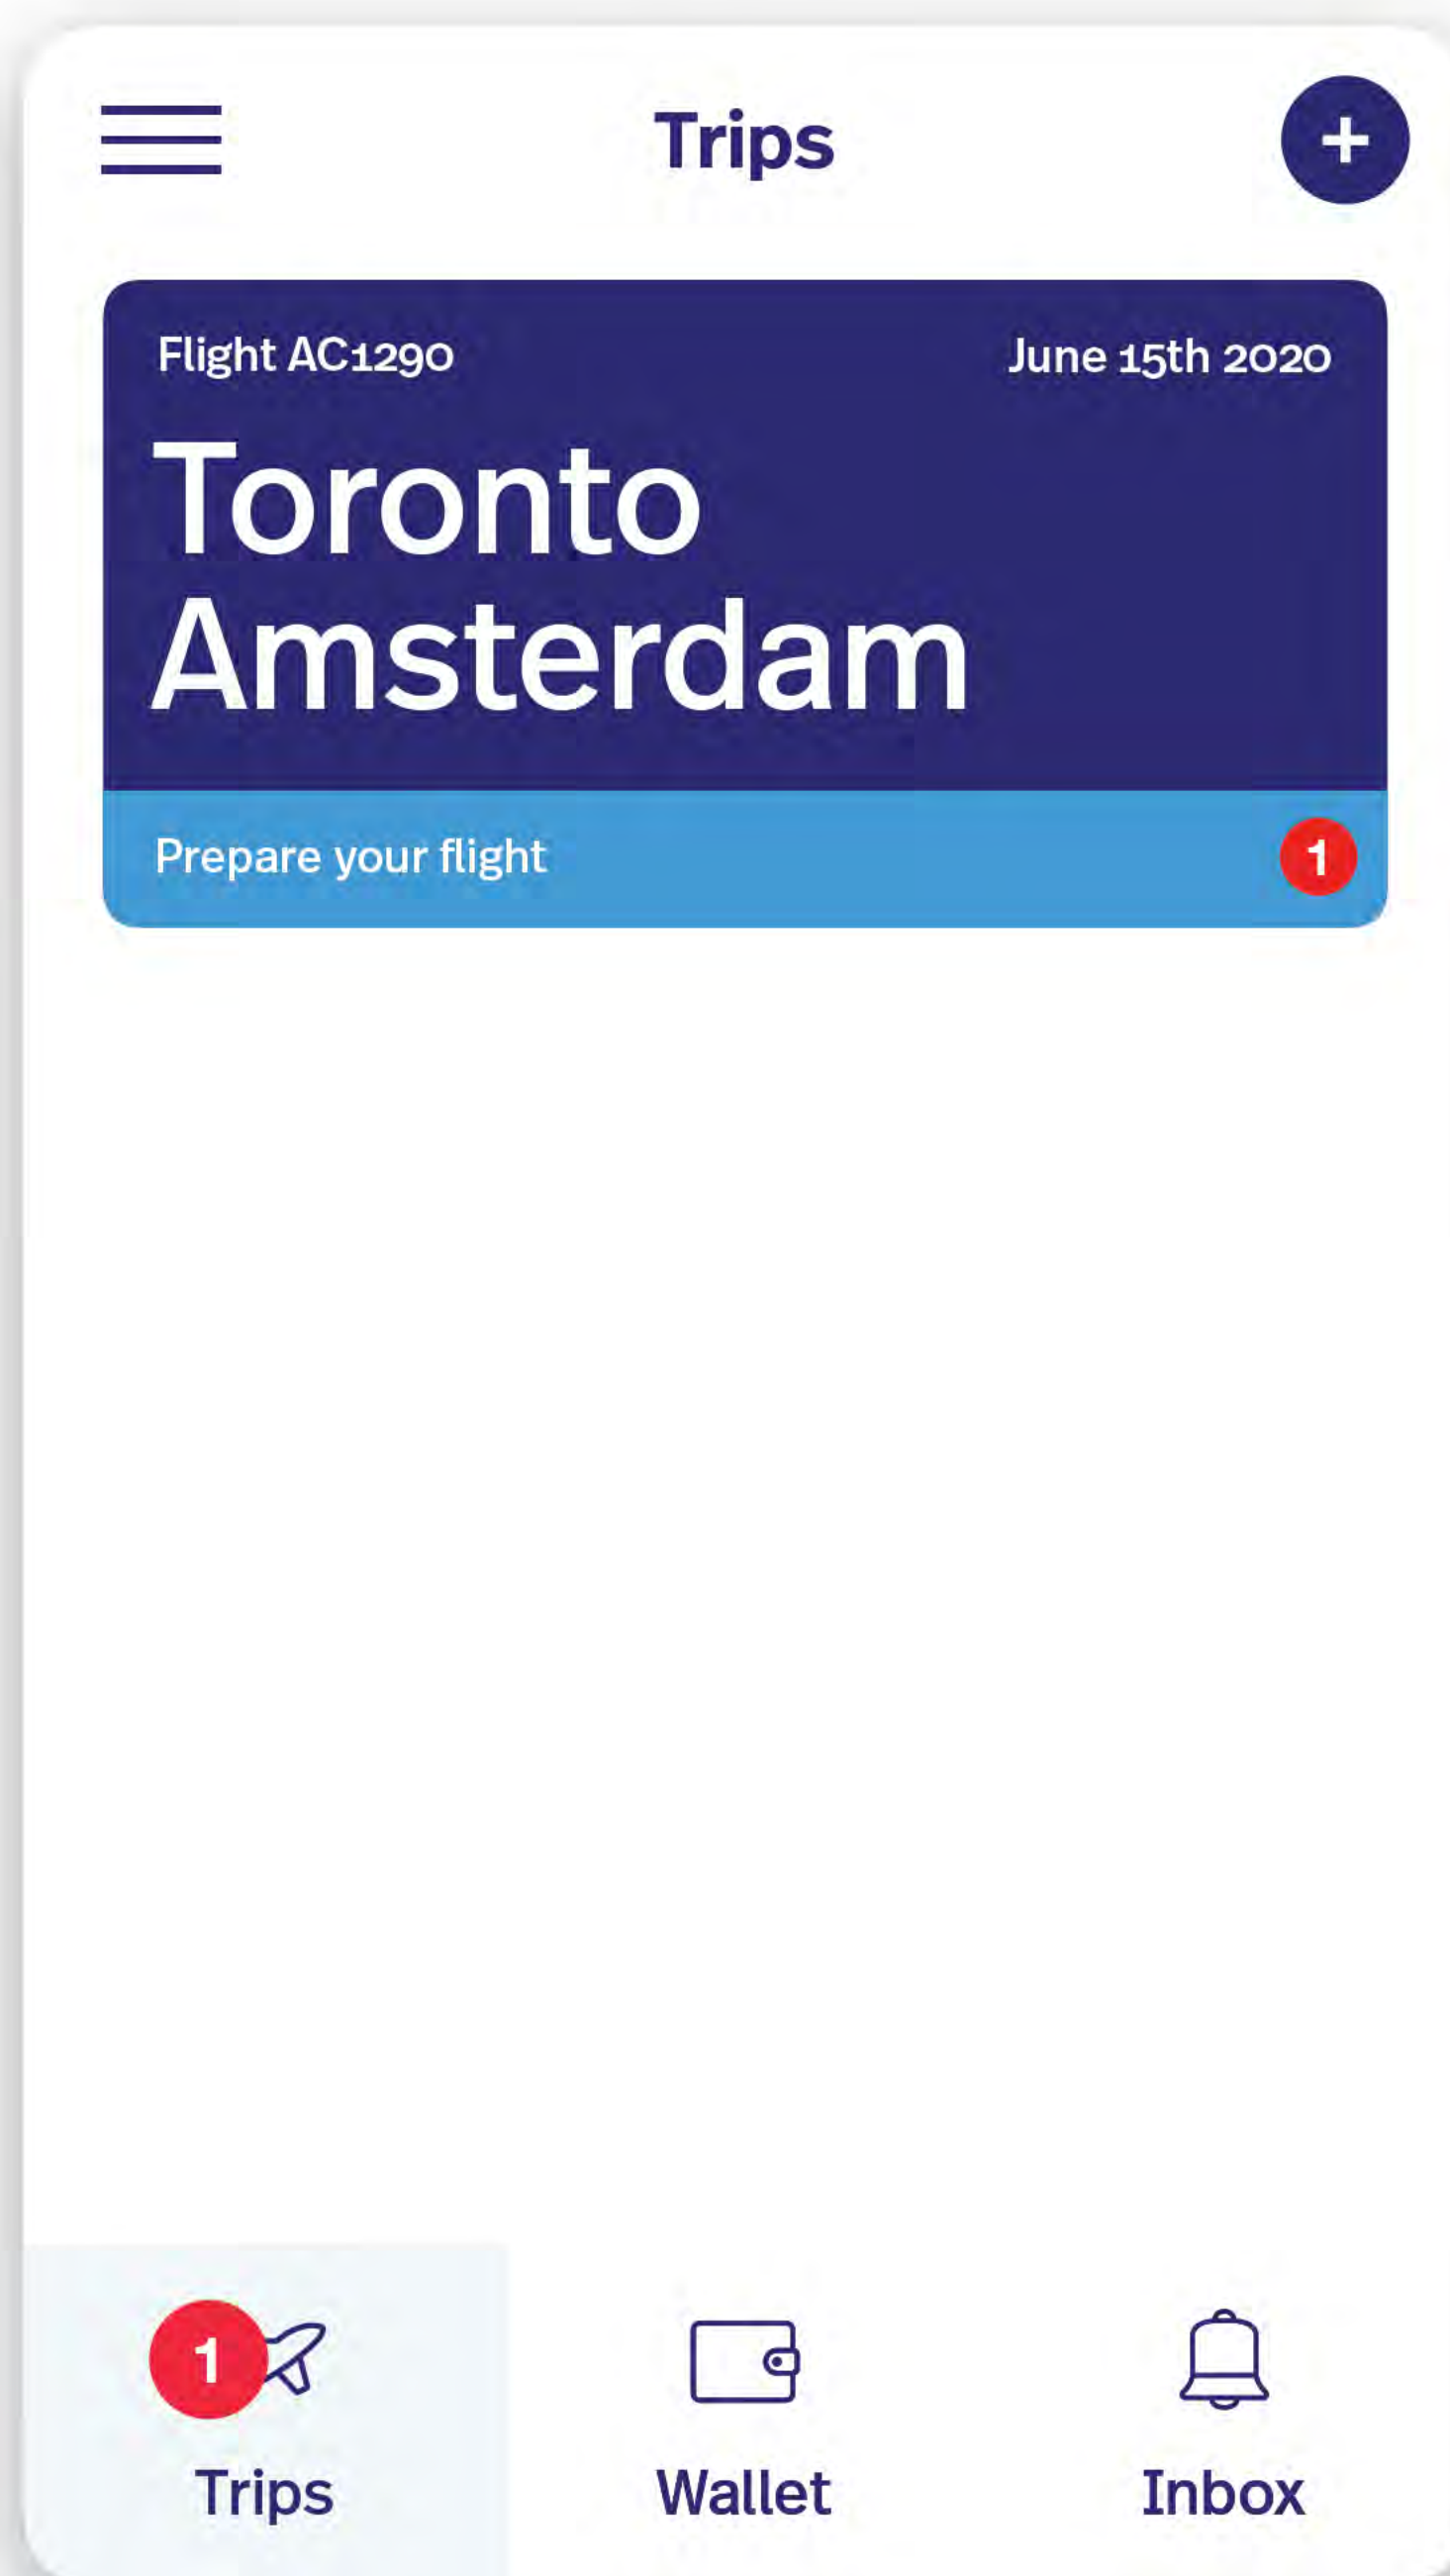 Trips
+
Flight AC1290
June 15th 2020
Toronto
Amsterdam
Prepare your flight
1
1
Trips
Wallet
Inbox